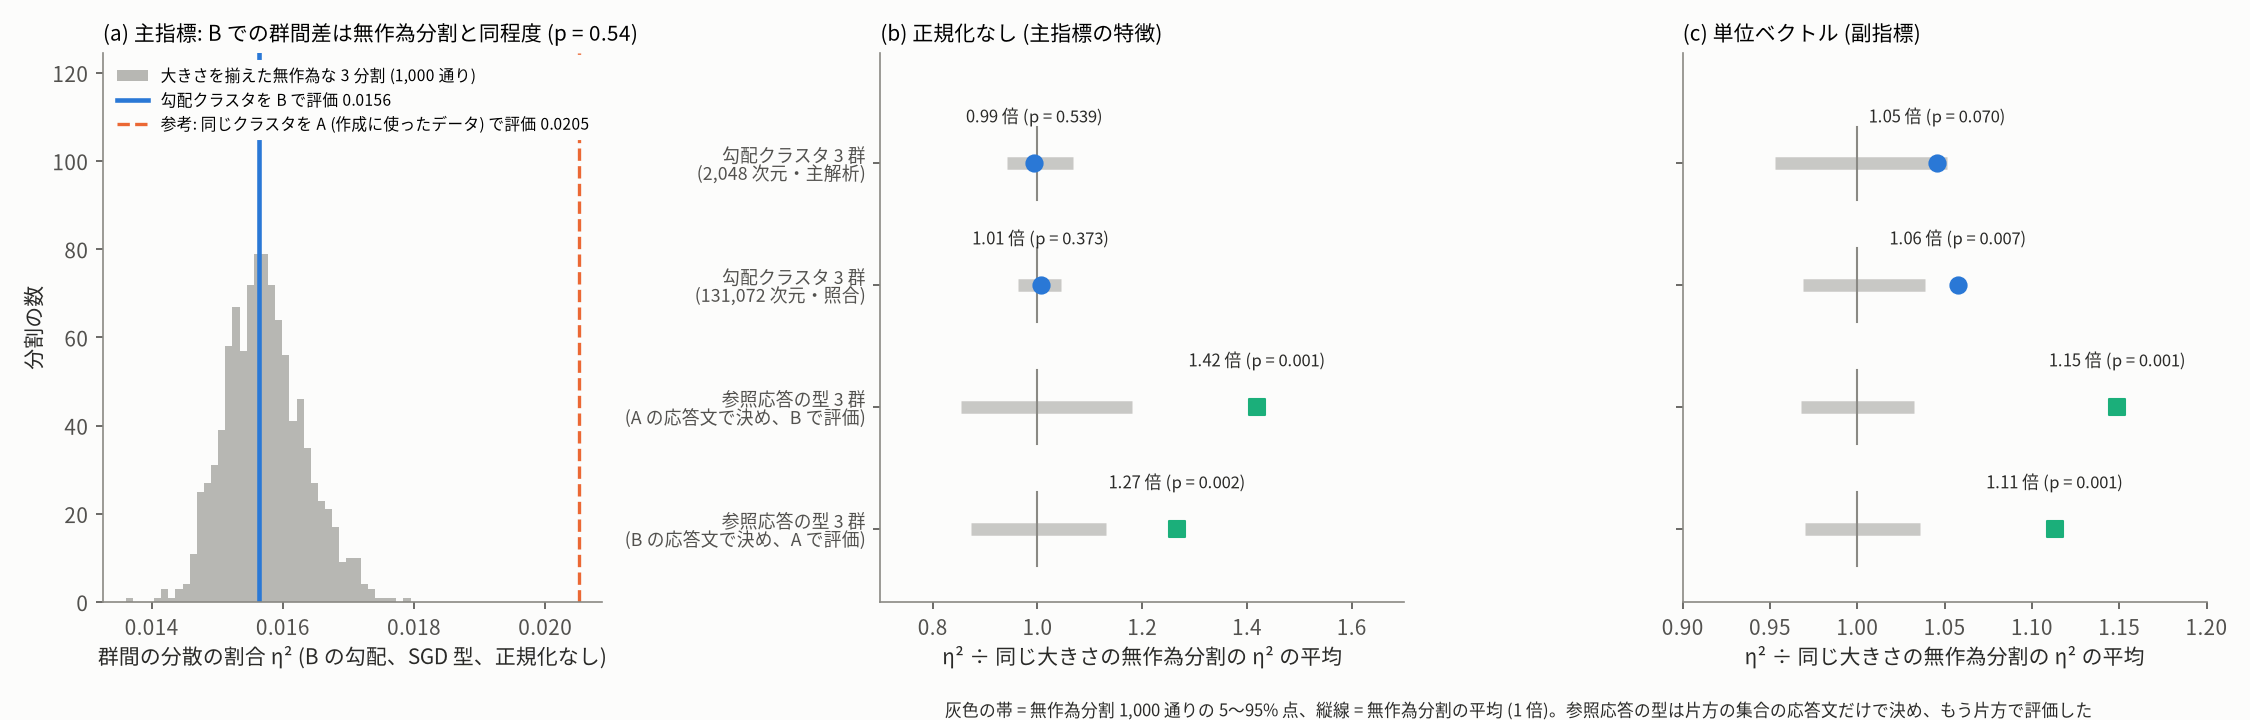 (a) 主指標: B での群間差は無作為分割と同程度 (p = 0.54)
大きさを揃えた無作為な 3 分割 (1,000 通り)
勾配クラスタを B で評価 0.0156
参考: 同じクラスタを A (作成に使ったデータ) で評価 0.0205
120
100
80
60
40
20
0
分割の数
0.014
0.016
0.018
0.020
群間の分散の割合 η² (B の勾配、SGD 型、正規化なし)
(b) 正規化なし (主指標の特徴)
勾配クラスタ 3 群
(2,048 次元・主解析)
勾配クラスタ 3 群
(131,072 次元・照合)
参照応答の型 3 群
(A の応答文で決め、B で評価)
参照応答の型 3 群
(B の応答文で決め、A で評価)
0.99 倍 (p = 0.539)
1.01 倍 (p = 0.373)
1.42 倍 (p = 0.001)
1.27 倍 (p = 0.002)
0.8
1.0
1.2
1.4
1.6
η² ÷ 同じ大きさの無作為分割の η² の平均
(c) 単位ベクトル (副指標)
1.05 倍 (p = 0.070)
1.06 倍 (p = 0.007)
1.15 倍 (p = 0.001)
1.11 倍 (p = 0.001)
0.90
0.95
1.00
1.05
1.10
1.15
1.20
η² ÷ 同じ大きさの無作為分割の η² の平均
灰色の帯 = 無作為分割 1,000 通りの 5〜95% 点、縦線 = 無作為分割の平均 (1 倍)。参照応答の型は片方の集合の応答文だけで決め、もう片方で評価した